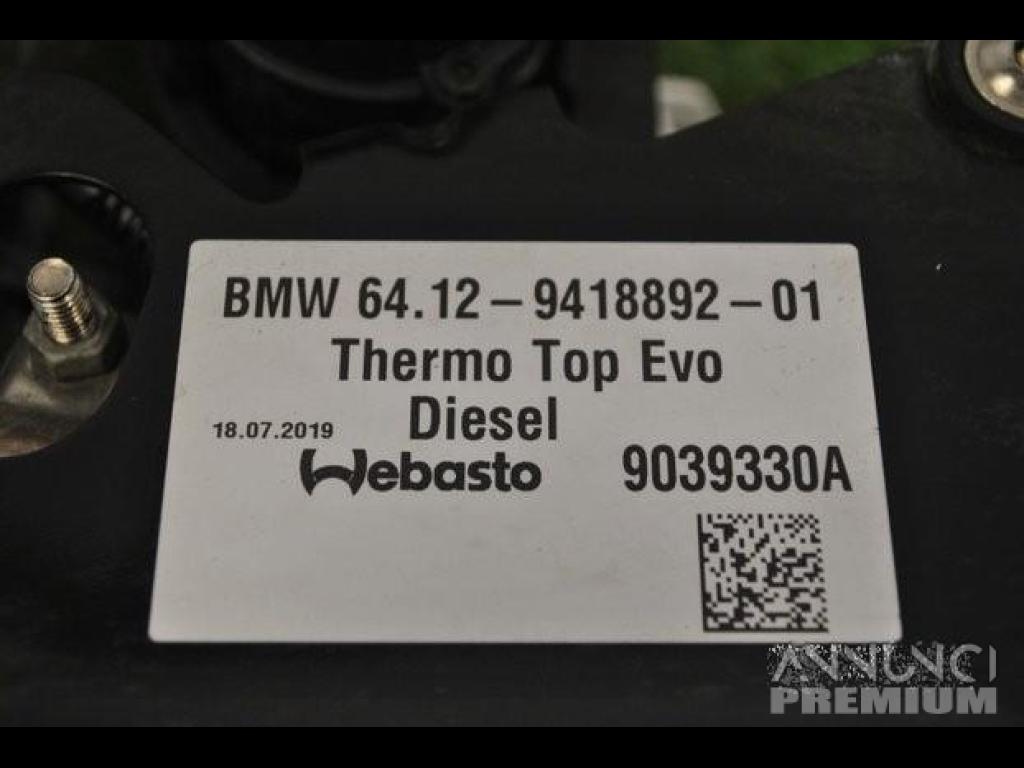 BMW 64.12-9418892-01
Thermo Top Evo
Diesel
18.07.2019
Webasto
9039330A
ANNUNCI
PREMIUM